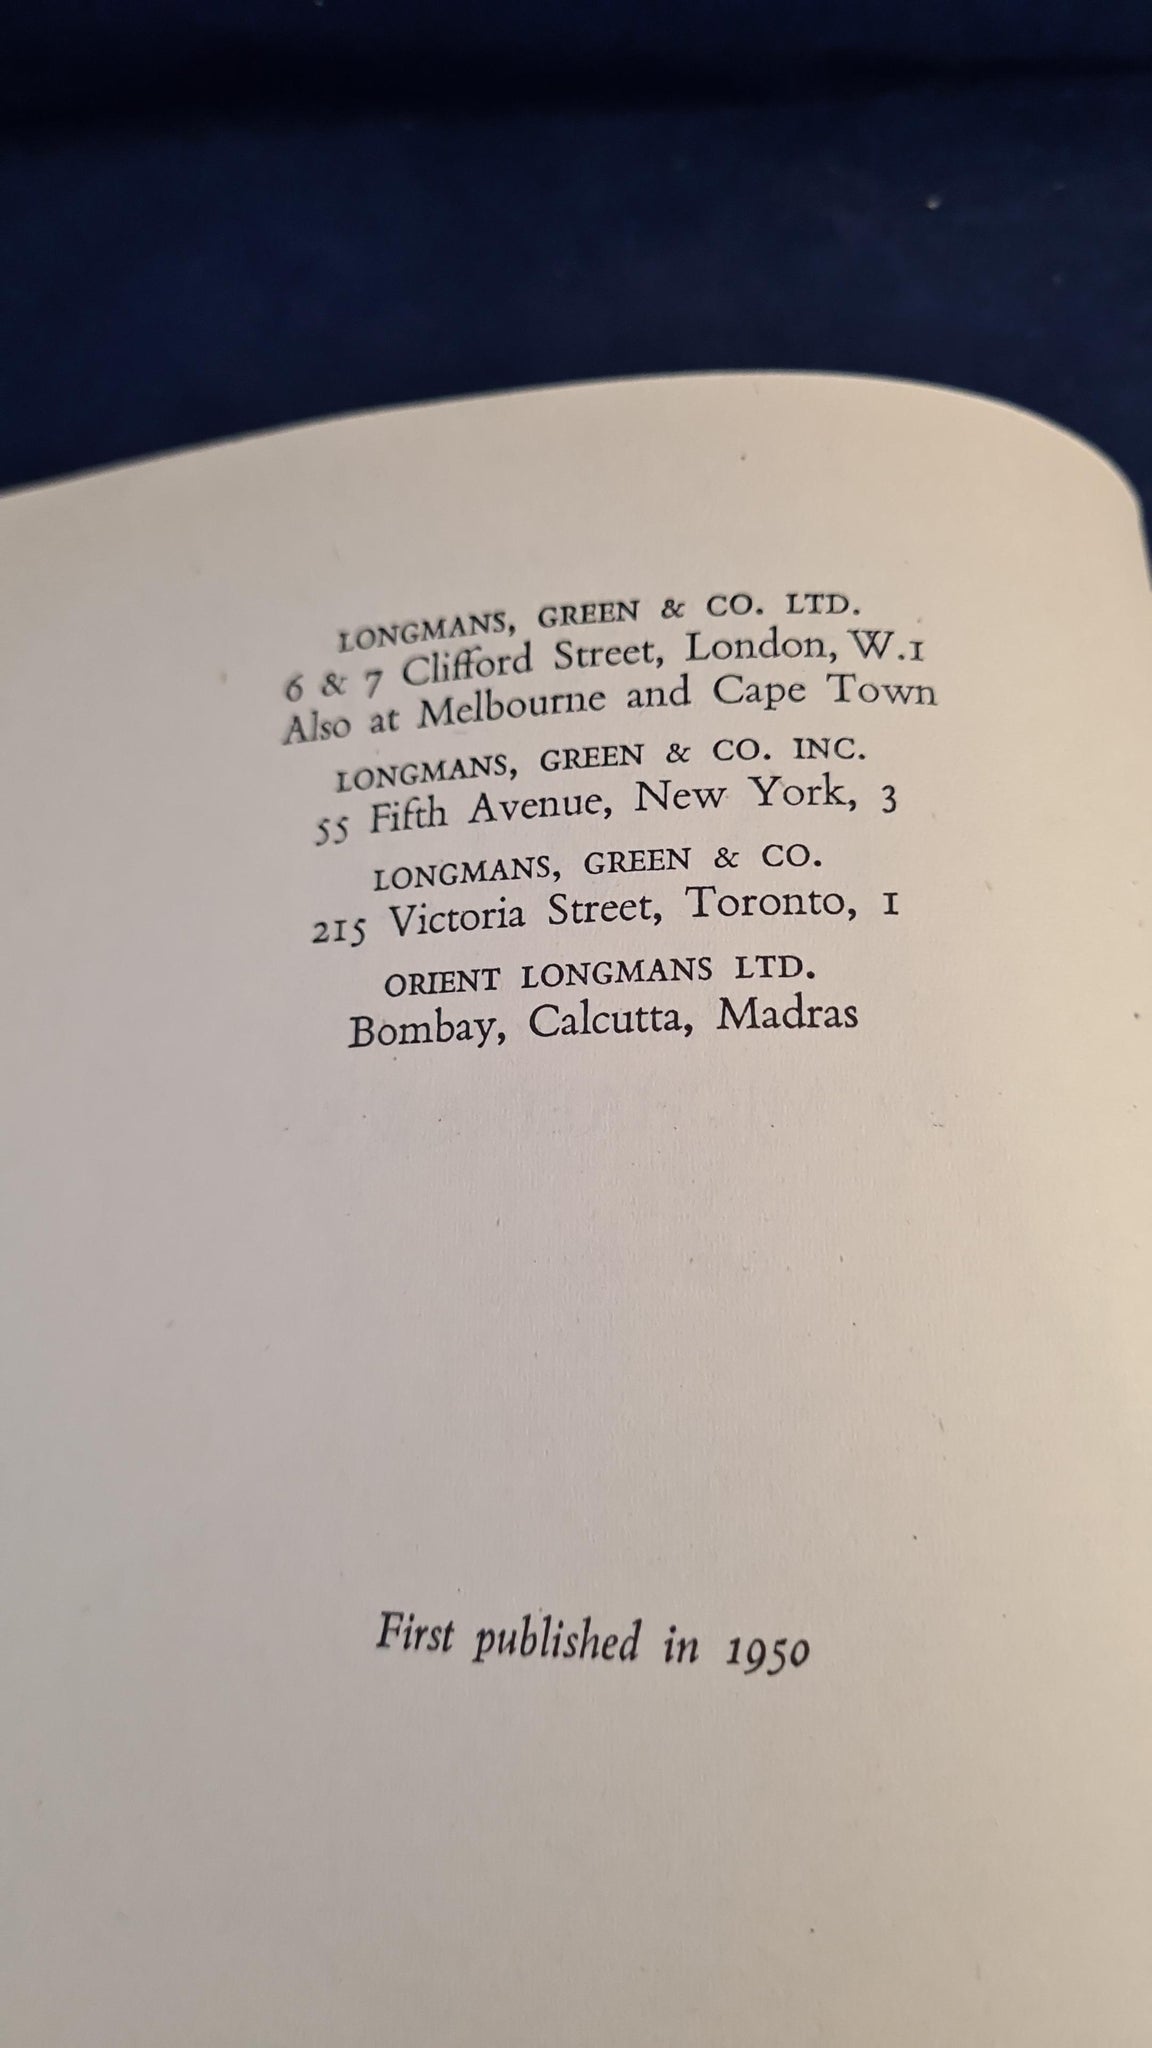 LONGMANS, GREEN & CO. LTD.
6 & 7 Clifford Street, London, W.1
Also at Melbourne and Cape Town
LONGMANS, GREEN & CO. INC.
55 Fifth Avenue, New York, 3
LONGMANS, GREEN & CO.
215 Victoria Street, Toronto, 1
ORIENT LONGMANS LTD.
Bombay, Calcutta, Madras
First published in 1950